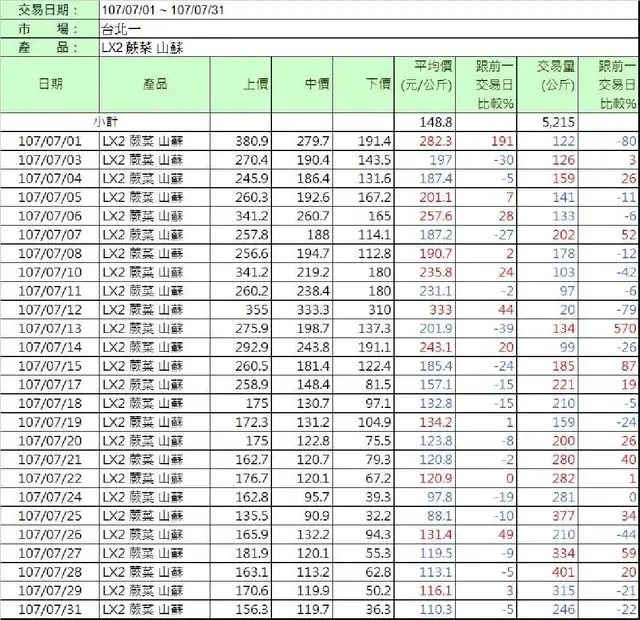 交易日期： 107/07/01 ~ 107/07/31
市　場： 台北一
產　品： LX2 蕨菜 山蘇
日期 產品 上價 中價 下價 平均價(元/公斤) 跟前一交易日比較% 交易量(公斤) 跟前一交易日比較%
小計 148.8 5,215
107/07/01 LX2 蕨菜 山蘇 380.9 279.7 191.4 282.3 191 122 -80
107/07/03 LX2 蕨菜 山蘇 270.4 190.4 143.5 197 -30 126 3
107/07/04 LX2 蕨菜 山蘇 245.9 186.4 131.6 187.4 -5 159 26
107/07/05 LX2 蕨菜 山蘇 260.3 192.6 167.2 201.1 7 141 -11
107/07/06 LX2 蕨菜 山蘇 341.2 260.7 165 257.6 28 133 -6
107/07/07 LX2 蕨菜 山蘇 257.8 188 114.1 187.2 -27 202 52
107/07/08 LX2 蕨菜 山蘇 256.6 194.7 112.8 190.7 2 178 -12
107/07/10 LX2 蕨菜 山蘇 341.2 219.2 180 235.8 24 103 -42
107/07/11 LX2 蕨菜 山蘇 260.2 238.4 180 231.1 -2 97 -6
107/07/12 LX2 蕨菜 山蘇 355 333.3 310 333 44 20 -79
107/07/13 LX2 蕨菜 山蘇 275.9 198.7 137.3 201.9 -39 134 570
107/07/14 LX2 蕨菜 山蘇 292.9 243.8 191.1 243.1 20 99 -26
107/07/15 LX2 蕨菜 山蘇 260.5 181.4 122.4 185.4 -24 185 87
107/07/17 LX2 蕨菜 山蘇 258.9 148.4 81.5 157.1 -15 221 19
107/07/18 LX2 蕨菜 山蘇 175 130.7 97.1 132.8 -15 210 -5
107/07/19 LX2 蕨菜 山蘇 172.3 131.2 104.9 134.2 1 159 -24
107/07/20 LX2 蕨菜 山蘇 175 122.8 75.5 123.8 -8 200 26
107/07/21 LX2 蕨菜 山蘇 162.7 120.7 79.3 120.8 -2 280 40
107/07/22 LX2 蕨菜 山蘇 176.7 120.1 67.2 120.9 0 282 1
107/07/24 LX2 蕨菜 山蘇 162.8 95.7 39.3 97.8 -19 281 0
107/07/25 LX2 蕨菜 山蘇 135.5 90.9 32.2 88.1 -10 377 34
107/07/26 LX2 蕨菜 山蘇 165.9 132.2 94.3 131.4 49 210 -44
107/07/27 LX2 蕨菜 山蘇 181.9 120.1 55.3 119.5 -9 334 59
107/07/28 LX2 蕨菜 山蘇 163.1 113.2 62.8 113.1 -5 401 20
107/07/29 LX2 蕨菜 山蘇 170.6 119.9 50.2 116.1 3 315 -21
107/07/31 LX2 蕨菜 山蘇 156.3 119.7 36.3 110.3 -5 246 -22